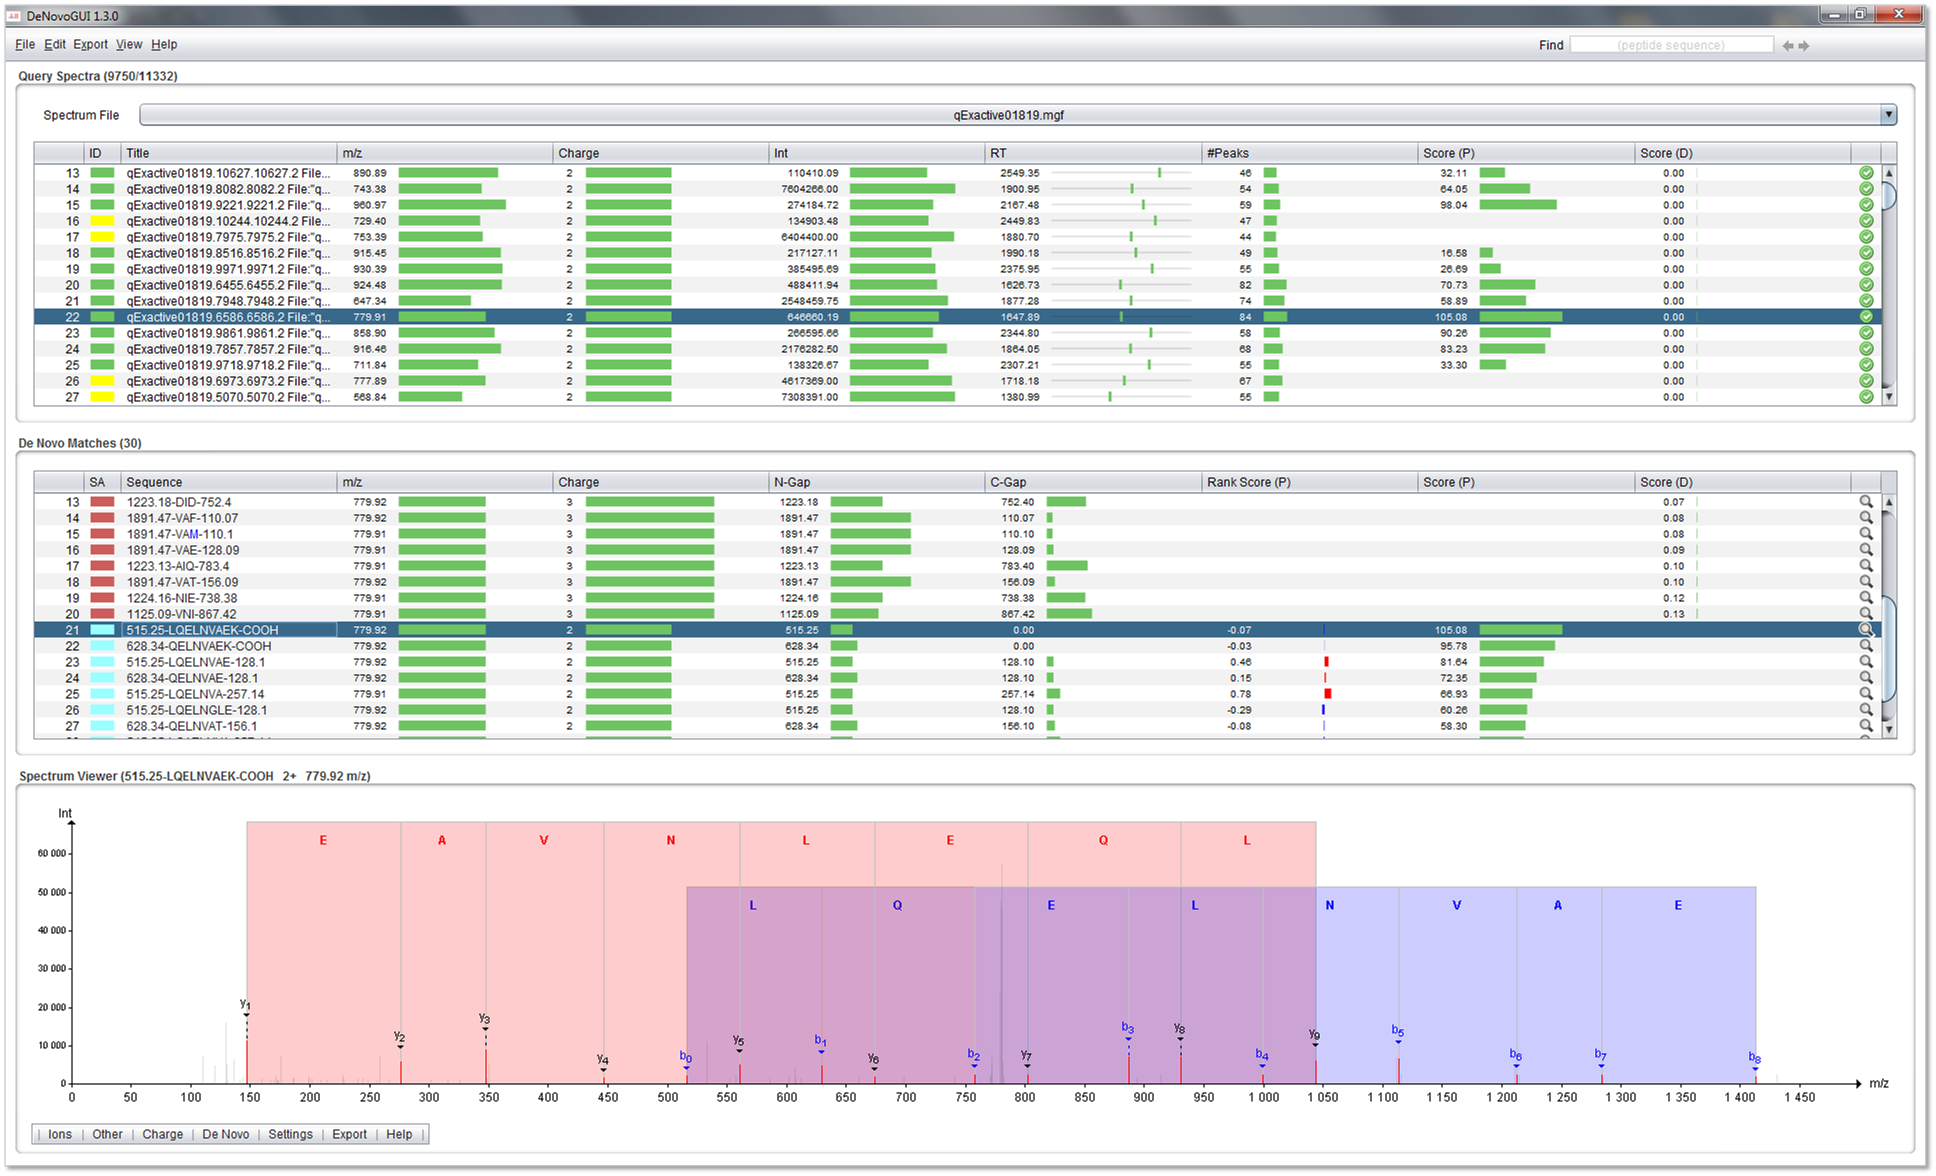 DeNovoGUI 1.3.0
File Edit Export View Help Find (peptide sequence)
Query Spectra (9750/11332)
Spectrum File qExactive01819.mgf
ID Title m/z Charge Int RT #Peaks Score (P) Score (D)
13 qExactive01819.10627.10627.2 File... 890.89 2 110410.09 2549.35 46 32.11 0.00
14 qExactive01819.8082.8082.2 File:"q... 743.38 2 7604266.00 1900.95 54 64.05 0.00
15 qExactive01819.9221.9221.2 File:"q... 960.97 2 274184.72 2167.48 59 98.04 0.00
16 qExactive01819.10244.10244.2 File... 729.40 2 134903.48 2449.83 47 0.00
17 qExactive01819.7975.7975.2 File:"q... 753.39 2 6404400.00 1880.70 44 0.00
18 qExactive01819.8516.8516.2 File:"q... 915.45 2 217127.11 1990.18 49 16.58 0.00
19 qExactive01819.9971.9971.2 File:"q... 930.39 2 385495.69 2375.95 55 26.69 0.00
20 qExactive01819.6455.6455.2 File:"q... 924.48 2 488411.94 1626.73 82 70.73 0.00
21 qExactive01819.7948.7948.2 File:"q... 647.34 2 2548459.75 1877.28 74 58.89 0.00
22 qExactive01819.6586.6586.2 File:"q... 779.91 2 646660.19 1647.89 84 105.08 0.00
23 qExactive01819.9861.9861.2 File:"q... 858.90 2 266595.66 2344.80 58 90.26 0.00
24 qExactive01819.7857.7857.2 File:"q... 916.46 2 2176282.50 1864.05 68 83.23 0.00
25 qExactive01819.9718.9718.2 File:"q... 711.84 2 138326.67 2307.21 55 33.30 0.00
26 qExactive01819.6973.6973.2 File:"q... 777.89 2 4617369.00 1718.18 67 0.00
27 qExactive01819.5070.5070.2 File:"q... 568.84 2 7308391.00 1380.99 55 0.00
De Novo Matches (30)
SA Sequence m/z Charge N-Gap C-Gap Rank Score (P) Score (P) Score (D)
13 1223.18-DID-752.4 779.92 3 1223.18 752.40 0.07
14 1891.47-VAF-110.07 779.92 3 1891.47 110.07 0.08
15 1891.47-VAM-110.1 779.91 3 1891.47 110.10 0.08
16 1891.47-VAE-128.09 779.92 3 1891.47 128.09 0.09
17 1223.13-AIQ-783.4 779.91 3 1223.13 783.40 0.10
18 1891.47-VAT-156.09 779.92 3 1891.47 156.09 0.10
19 1224.16-NIE-738.38 779.91 3 1224.16 738.38 0.12
20 1125.09-VNI-867.42 779.91 3 1125.09 867.42 0.13
21 515.25-LQELNVAEK-COOH 779.92 2 515.25 0.00 -0.07 105.08
22 628.34-QELNVAEK-COOH 779.92 2 628.34 0.00 -0.03 95.78
23 515.25-LQELNVAE-128.1 779.92 2 515.25 128.10 0.46 81.64
24 628.34-QELNVAE-128.1 779.92 2 628.34 128.10 0.15 72.35
25 515.25-LQELNVA-257.14 779.91 2 515.25 257.14 0.78 66.93
26 515.25-LQELNGLE-128.1 779.92 2 515.25 128.10 -0.29 60.26
27 628.34-QELNVAT-156.1 779.92 2 628.34 156.10 -0.08 58.30
Spectrum Viewer (515.25-LQELNVAEK-COOH 2+ 779.92 m/z)
Int
E A V N L E Q L
60 000
50 000
L Q E L N V A E
40 000
30 000
20 000
10 000
0
y1 y2 y3 y4 b0 y5 b1 y6 b2 y7 b3 y8 b4 y9 b5 b6 b7 b8
m/z
0 50 100 150 200 250 300 350 400 450 500 550 600 650 700 750 800 850 900 950 1 000 1 050 1 100 1 150 1 200 1 250 1 300 1 350 1 400 1 450
Ions Other Charge De Novo Settings Export Help